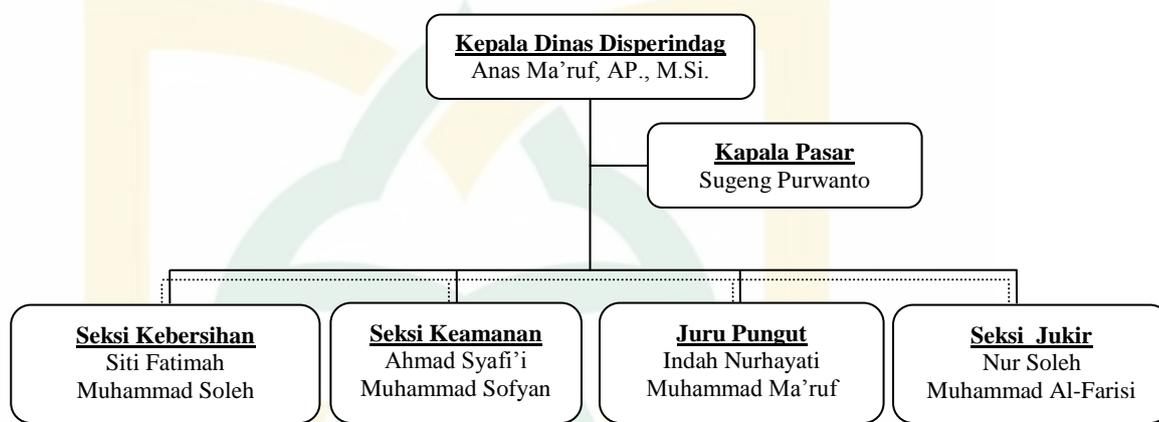 Kepala Dinas Disperindag
Anas Ma’ruf, AP., M.Si.
Kapala Pasar
Sugeng Purwanto
Seksi Kebersihan
Siti Fatimah
Muhammad Soleh
Seksi Keamanan
Ahmad Syafi’i
Muhammad Sofyan
Juru Pungut
Indah Nurhayati
Muhammad Ma’ruf
Seksi Jukir
Nur Soleh
Muhammad Al-Farisi